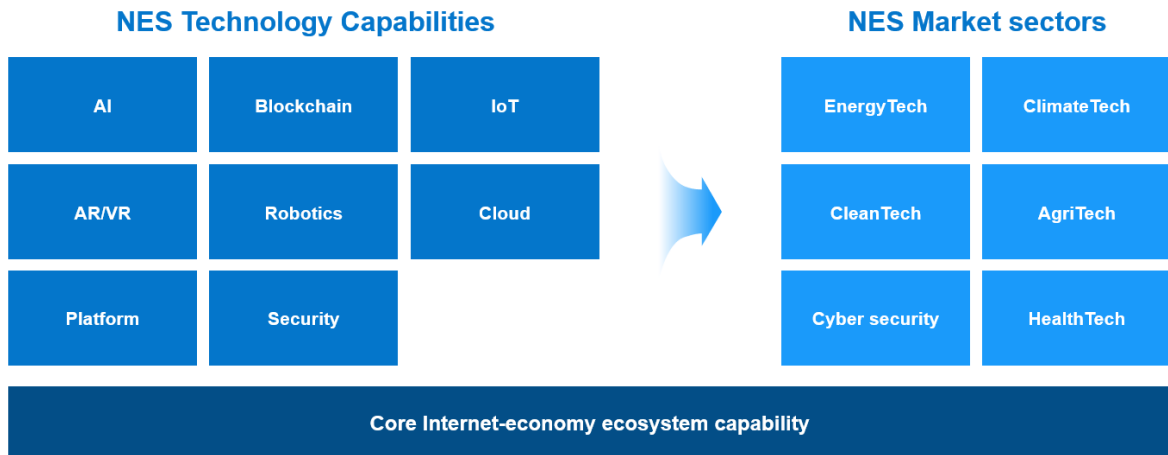 NES Technology Capabilities
NES Market sectors
AI
Blockchain
IoT
EnergyTech
ClimateTech
AR/VR
Robotics
Cloud
CleanTech
AgriTech
Platform
Security
Cyber security
HealthTech
Core Internet-economy ecosystem capability